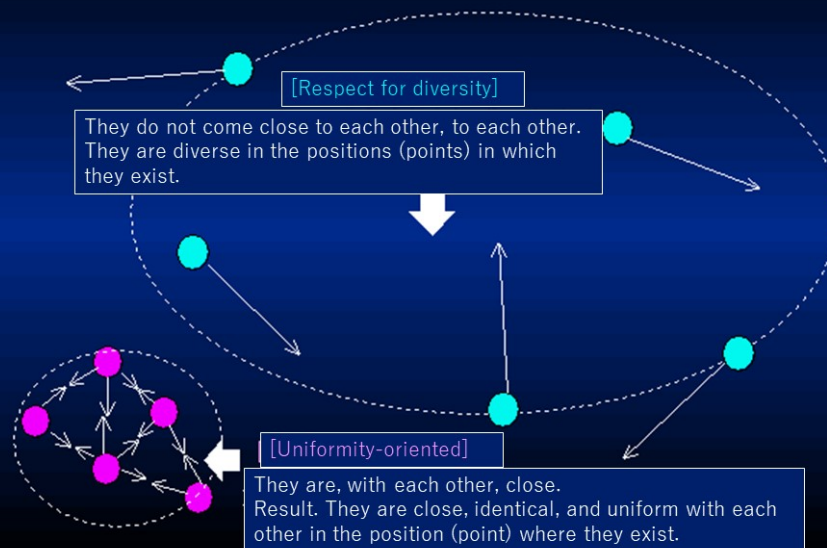 [Respect for diversity]
They do not come close to each other, to each other.
They are diverse in the positions (points) in which
they exist.
[Uniformity-oriented]
They are, with each other, close.
Result. They are close, identical, and uniform with each
other in the position (point) where they exist.